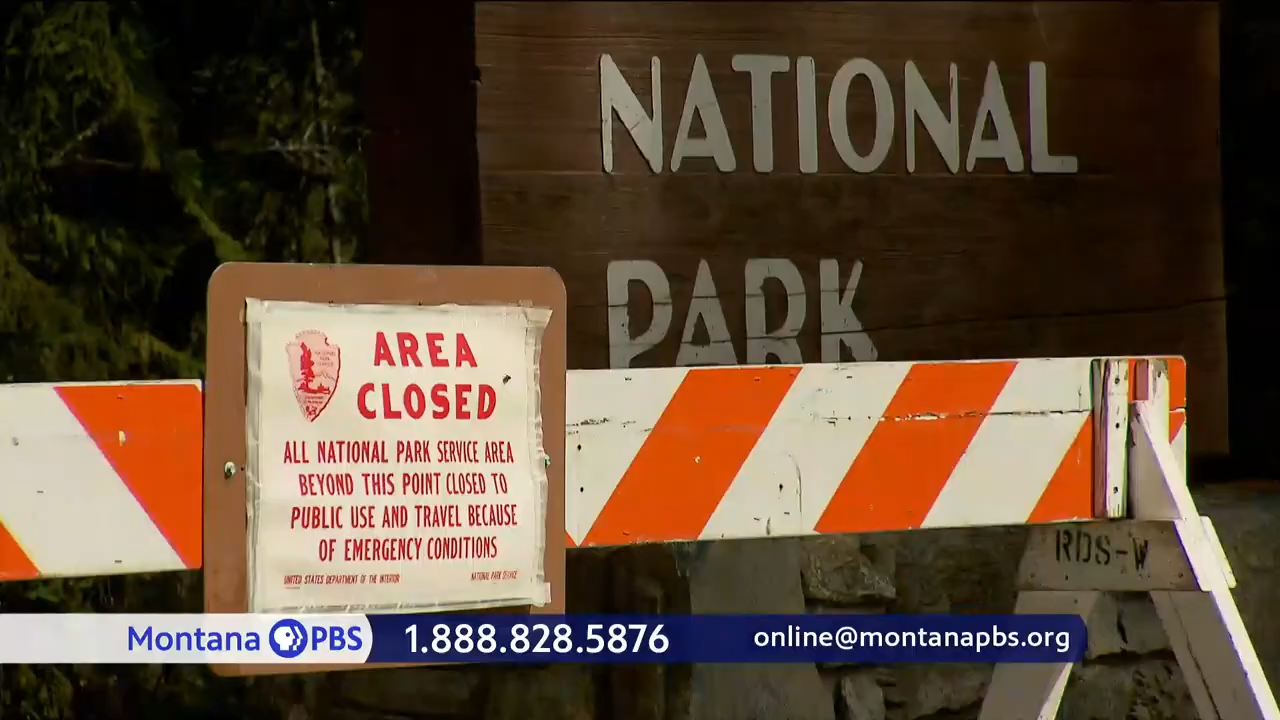 NATIONAL
PARK
AREA
CLOSED
ALL NATIONAL PARK SERVICE AREA
BEYOND THIS POINT CLOSED TO
PUBLIC USE AND TRAVEL BECAUSE
OF EMERGENCY CONDITIONS
UNITED STATES DEPARTMENT OF THE INTERIOR NATIONAL PARK SERVICE
RDS-W
Montana PBS 1.888.828.5876 online@montanapbs.org